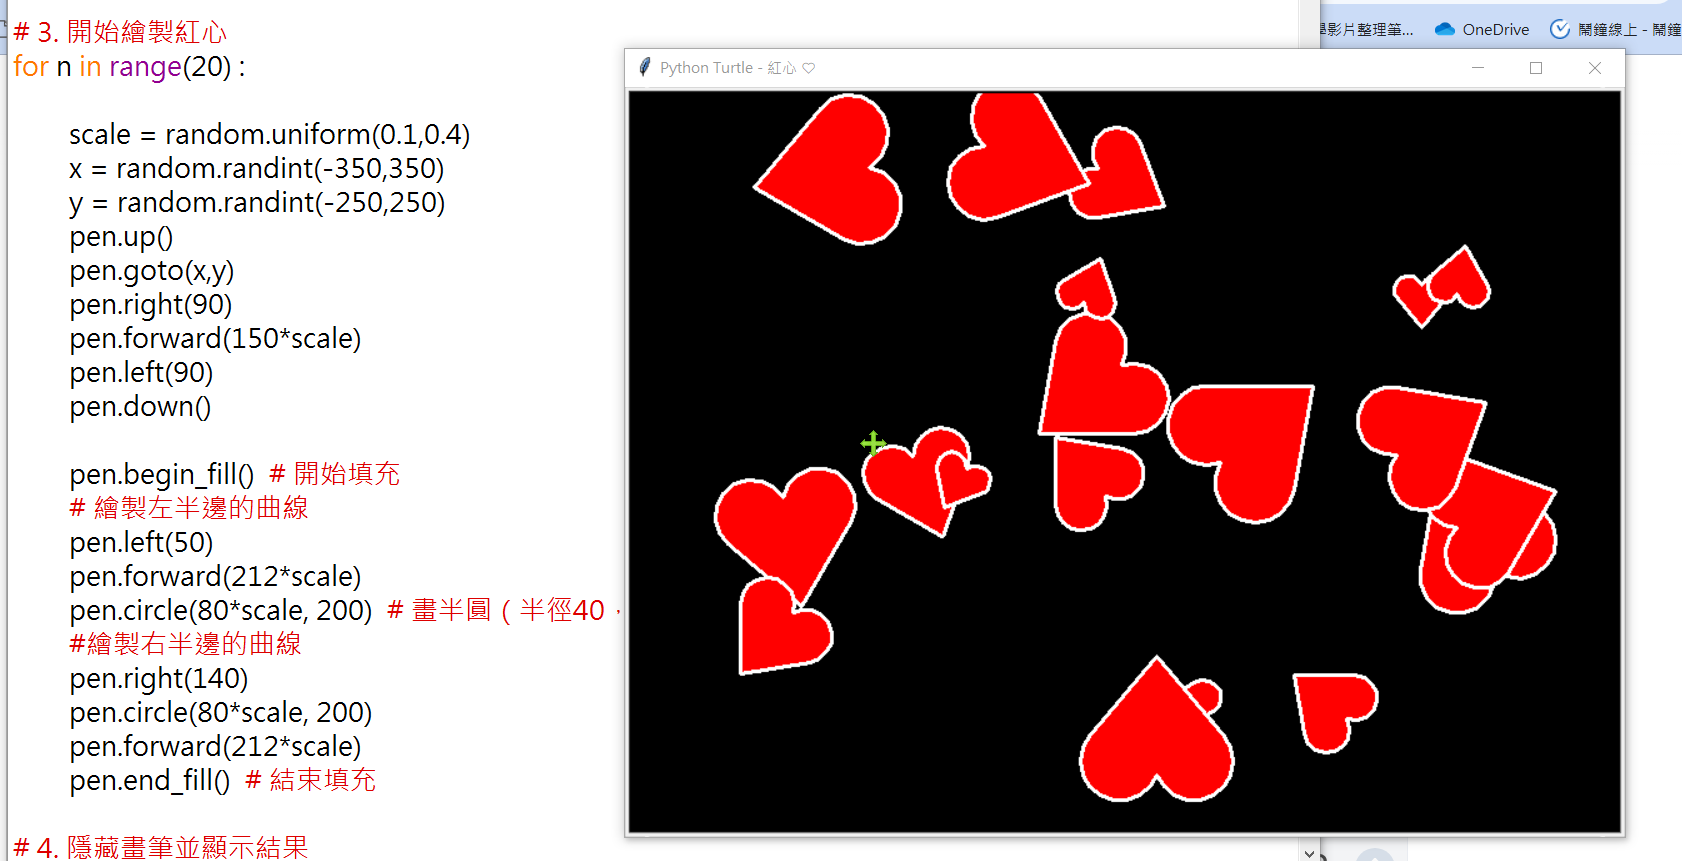 # 3. 開始繪製紅心
for n in range(20) :
scale = random.uniform(0.1,0.4)
x = random.randint(-350,350)
y = random.randint(-250,250)
pen.up()
pen.goto(x,y)
pen.right(90)
pen.forward(150*scale)
pen.left(90)
pen.down()
pen.begin_fill()  # 開始填充
# 繪製左半邊的曲線
pen.left(50)
pen.forward(212*scale)
pen.circle(80*scale, 200)  # 畫半圓（半徑40，
#繪製右半邊的曲線
pen.right(140)
pen.circle(80*scale, 200)
pen.forward(212*scale)
pen.end_fill()  # 結束填充
# 4. 隱藏畫筆並顯示結果
影片整理筆... OneDrive 鬧鐘線上 - 鬧鐘
Python Turtle - 紅心 ♡